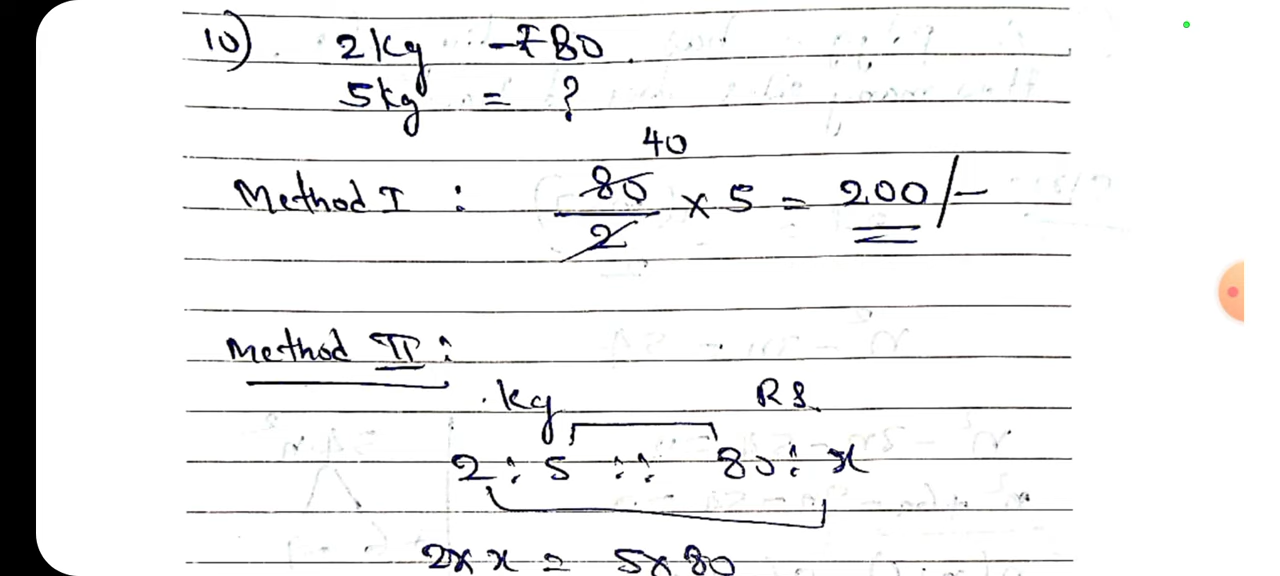 10) 2kg - ₹80
5kg = ?
40
Method I : 80/2 × 5 = 200/-
Method II :
kg RS.
2 : 5 :: 80 : x
2 × x = 5 × 80